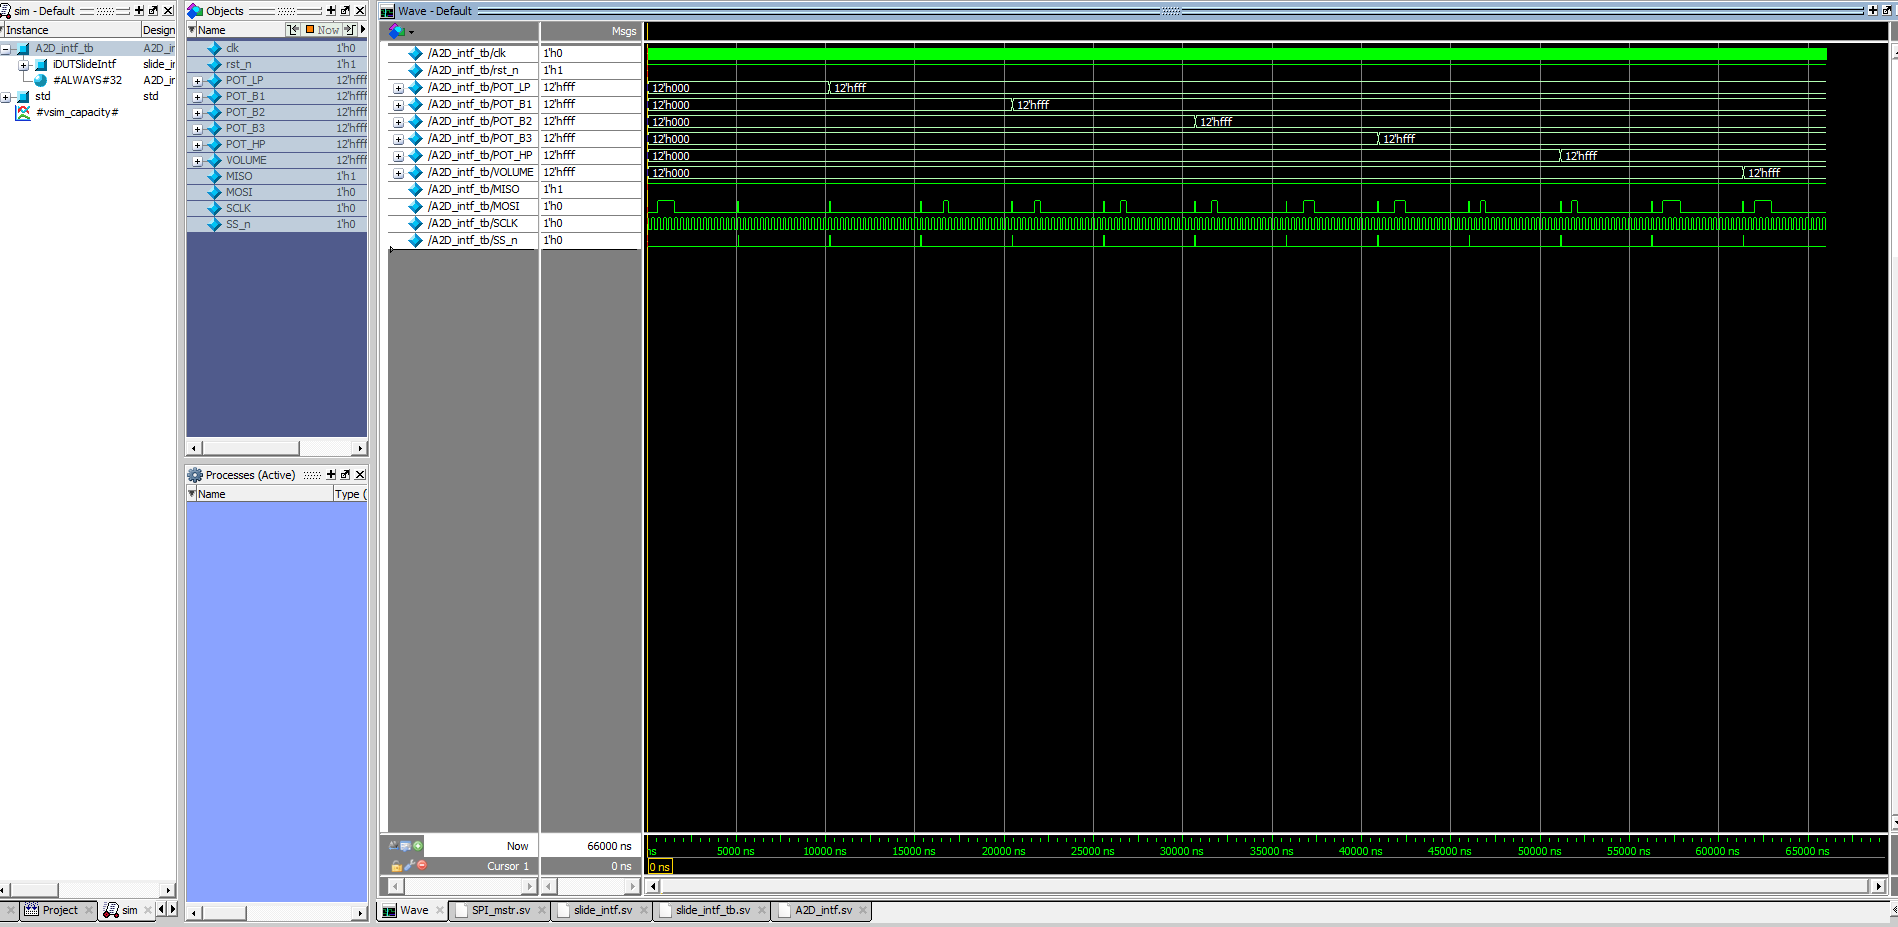 sim - Default
Instance
Design
A2D_intf_tb
A2D_ir
iDUTSlideIntf
slide_ir
#ALWAYS#32
A2D_ir
std
std
#vsim_capacity#
Project
sim
Objects
Name
Now
clk 1'h0
rst_n 1'h1
POT_LP 12'hfff
POT_B1 12'hfff
POT_B2 12'hfff
POT_B3 12'hfff
POT_HP 12'hfff
VOLUME 12'hfff
MISO 1'h1
MOSI 1'h0
SCLK 1'h0
SS_n 1'h0
Processes (Active)
Name
Type (
Wave - Default
Msgs
/A2D_intf_tb/clk 1'h0
/A2D_intf_tb/rst_n 1'h1
/A2D_intf_tb/POT_LP 12'hfff 12'h000 12'hfff
/A2D_intf_tb/POT_B1 12'hfff 12'h000 12'hfff
/A2D_intf_tb/POT_B2 12'hfff 12'h000 12'hfff
/A2D_intf_tb/POT_B3 12'hfff 12'h000 12'hfff
/A2D_intf_tb/POT_HP 12'hfff 12'h000 12'hfff
/A2D_intf_tb/VOLUME 12'hfff 12'h000 12'hfff
/A2D_intf_tb/MISO 1'h1
/A2D_intf_tb/MOSI 1'h0
/A2D_intf_tb/SCLK 1'h0
/A2D_intf_tb/SS_n 1'h0
Now 66000 ns
ns 5000 ns 10000 ns 15000 ns 20000 ns 25000 ns 30000 ns 35000 ns 40000 ns 45000 ns 50000 ns 55000 ns 60000 ns 65000 ns
Cursor 1 0 ns 0 ns
Wave SPI_mstr.sv slide_intf.sv slide_intf_tb.sv A2D_intf.sv